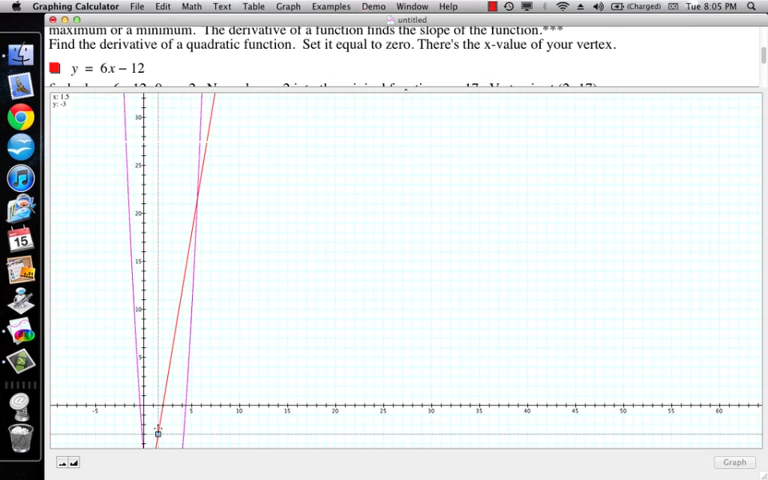 Graphing Calculator File Edit Math Text Table Graph Examples Demo Window Help (Charged) Tue 8:05 PM
untitled
maximum or a minimum. The derivative of a function finds the slope of the function.***
Find the derivative of a quadratic function. Set it equal to zero. There's the x-value of your vertex.
y = 6x − 12
x: 1.5
y: -3
30
25
20
15
10
5
-5 5 10 15 20 25 30 35 40 45 50 55 60
Graph
15